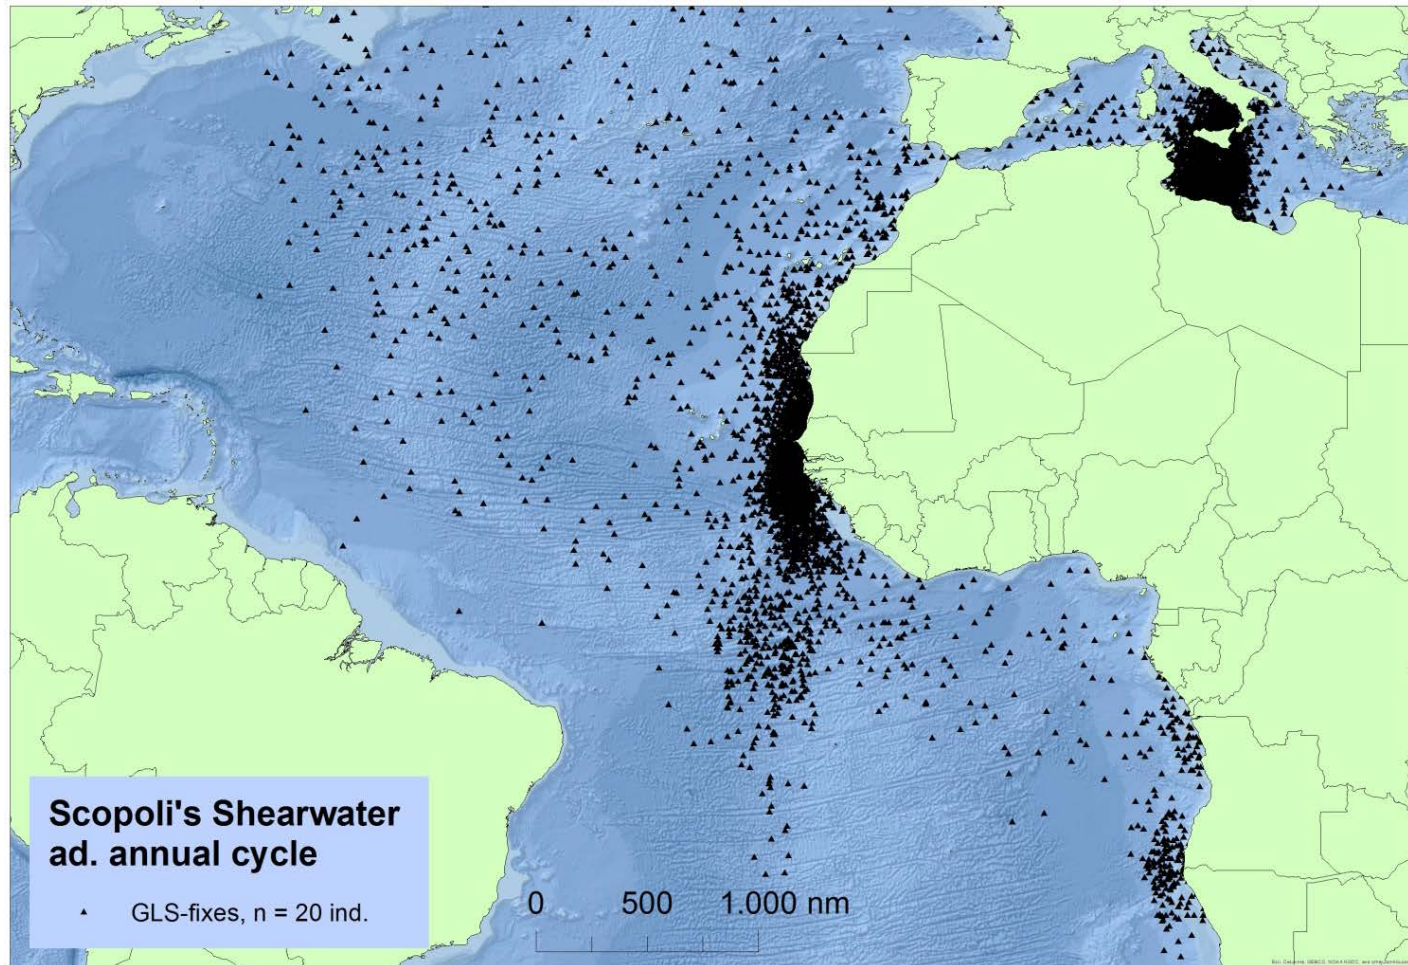 Scopoli's Shearwater
ad. annual cycle
GLS-fixes, n = 20 ind.
0 500 1.000 nm